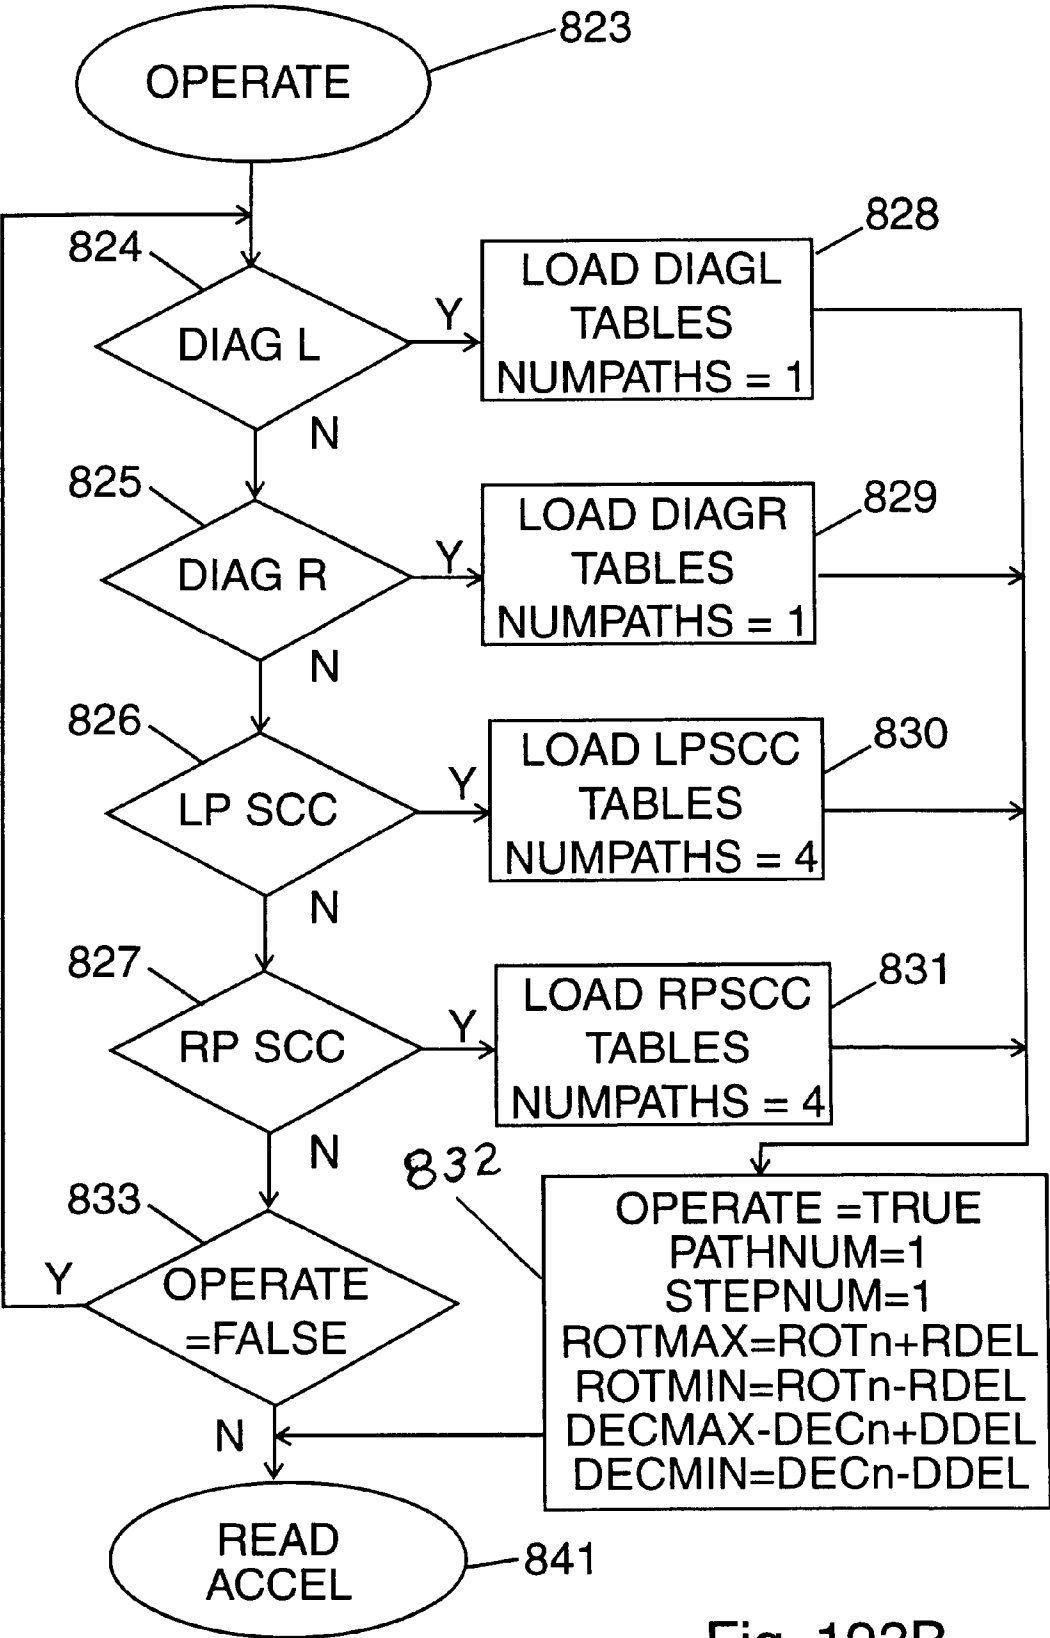 823
OPERATE
824
DIAG L
Y
N
828
LOAD DIAGL
TABLES
NUMPATHS = 1
825
DIAG R
Y
N
829
LOAD DIAGR
TABLES
NUMPATHS = 1
826
LP SCC
Y
N
830
LOAD LPSCC
TABLES
NUMPATHS = 4
827
RP SCC
Y
N
831
LOAD RPSCC
TABLES
NUMPATHS = 4
833
OPERATE
=FALSE
Y
N
832
OPERATE =TRUE
PATHNUM=1
STEPNUM=1
ROTMAX=ROTn+RDEL
ROTMIN=ROTn-RDEL
DECMAX-DECn+DDEL
DECMIN=DECn-DDEL
READ
ACCEL
841